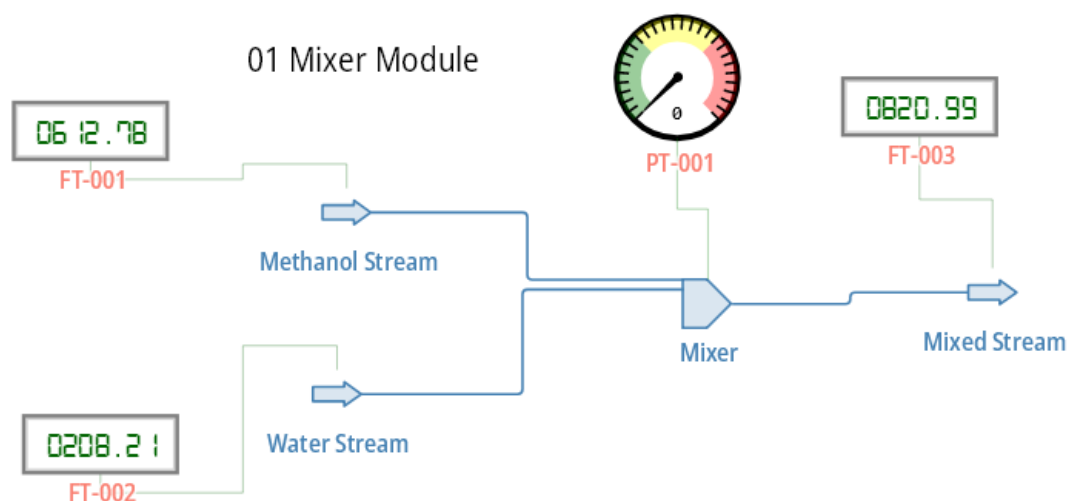 01 Mixer Module
0612.78
FT-001
0
PT-001
0820.99
FT-003
Methanol Stream
Mixer
Mixed Stream
Water Stream
0208.21
FT-002